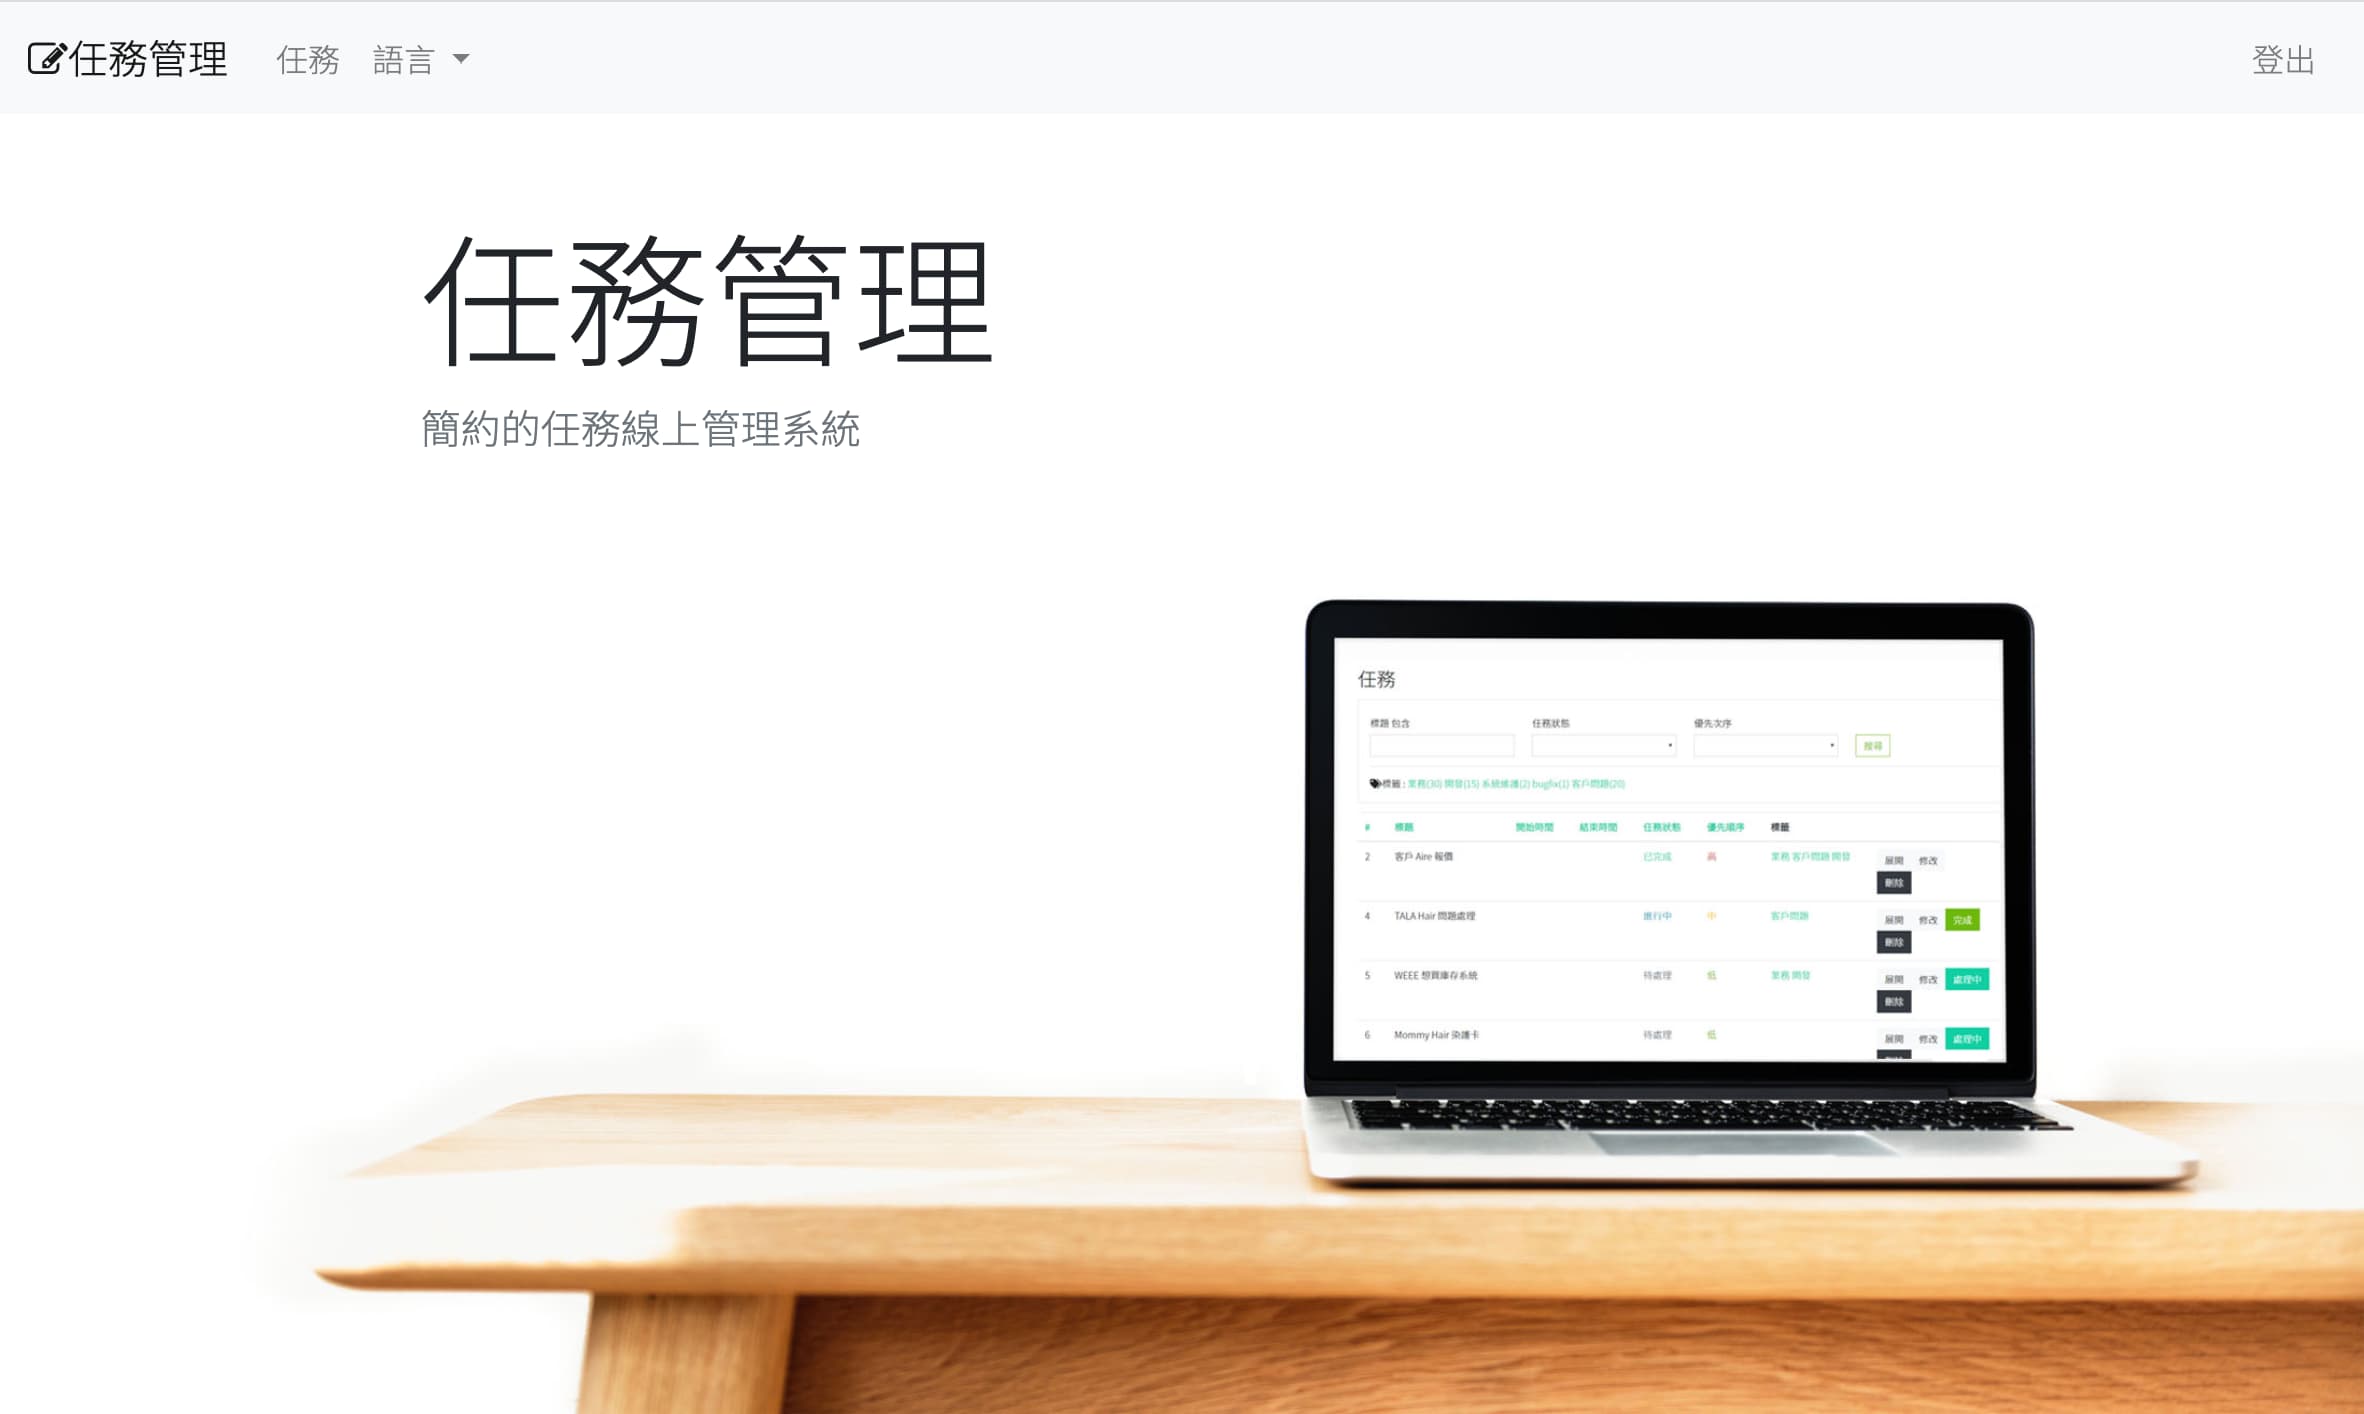 任務管理 任務 語言 登出
任務管理
簡約的任務線上管理系統
任務
標題 包含 任務狀態 優先次序
搜尋
標籤 : 業務(30) 開發(15) 系統維護(2) bugfix(1) 客戶問題(20)
# 標題 開始時間 結束時間 任務狀態 優先順序 標籤
2 客戶 Aire 報價 已完成 高 業務 客戶問題 開發 展開 修改
刪除
4 TALA Hair 問題處理 進行中 中 客戶問題 展開 修改 完成
刪除
5 WEEE 想買庫存系統 待處理 低 業務 開發 展開 修改 處理中
刪除
6 Mommy Hair 染護卡 待處理 低 展開 修改 處理中